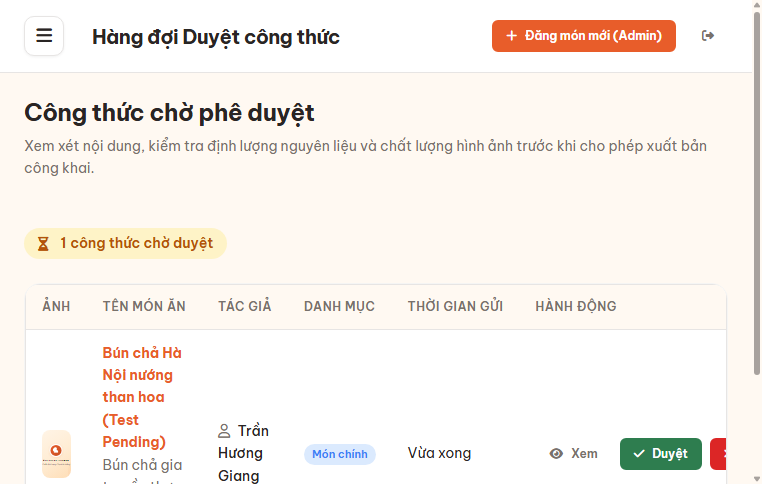 Hàng đợi Duyệt công thức
Đăng món mới (Admin)
Công thức chờ phê duyệt
Xem xét nội dung, kiểm tra định lượng nguyên liệu và chất lượng hình ảnh trước khi cho phép xuất bản
công khai.
1 công thức chờ duyệt
ẢNH TÊN MÓN ĂN TÁC GIẢ DANH MỤC THỜI GIAN GỬI HÀNH ĐỘNG
Bún chả Hà
Nội nướng
than hoa
(Test
Pending)
Bún chả gia
Trần
Hương
Giang
Món chính
Vừa xong
Xem
Duyệt